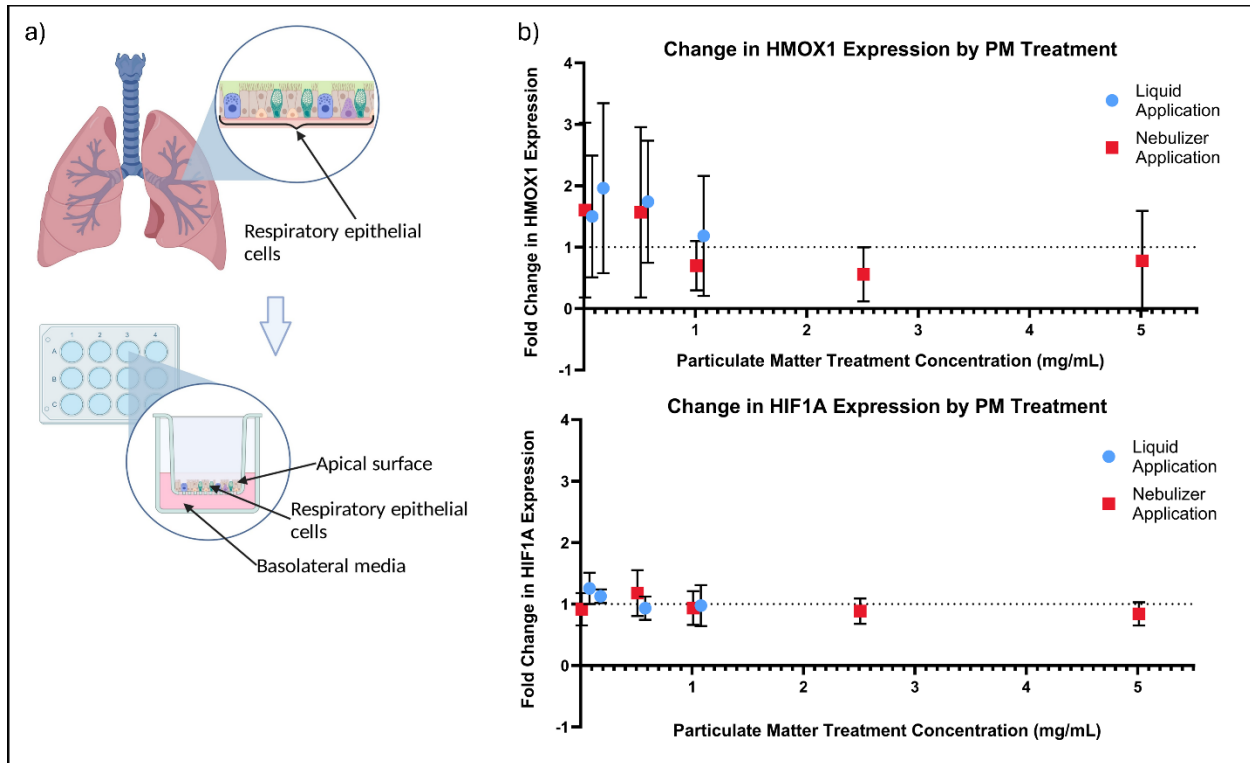 a)
Respiratory epithelial
cells
1 2 3 4
A
B
C
Apical surface
Respiratory epithelial
cells
Basolateral media
b)
Change in HMOX1 Expression by PM Treatment
Fold Change in HMOX1 Expression
4
3
2
1
0
-1
1 2 3 4 5
Liquid
Application
Nebulizer
Application
Particulate Matter Treatment Concentration (mg/mL)
Change in HIF1A Expression by PM Treatment
Fold Change in HIF1A Expression
4
3
2
1
0
-1
1 2 3 4 5
Liquid
Application
Nebulizer
Application
Particulate Matter Treatment Concentration (mg/mL)